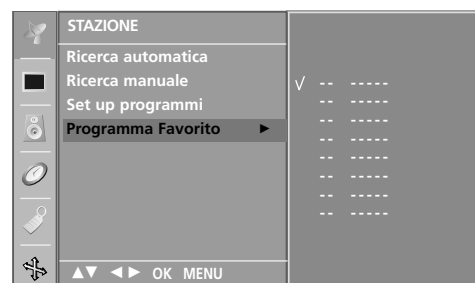 STAZIONE
Ricerca automatica
Ricerca manuale
Set up programmi
Programma Favorito ►
√ -- -----
-- -----
-- -----
-- -----
-- -----
-- -----
-- -----
-- -----
▲▼ ◄► OK MENU